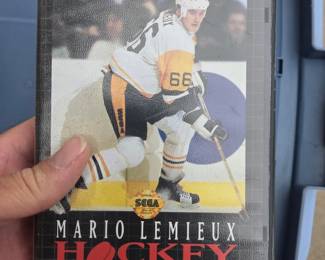 66
SEGA
MARIO LEMIEUX
HOCKEY